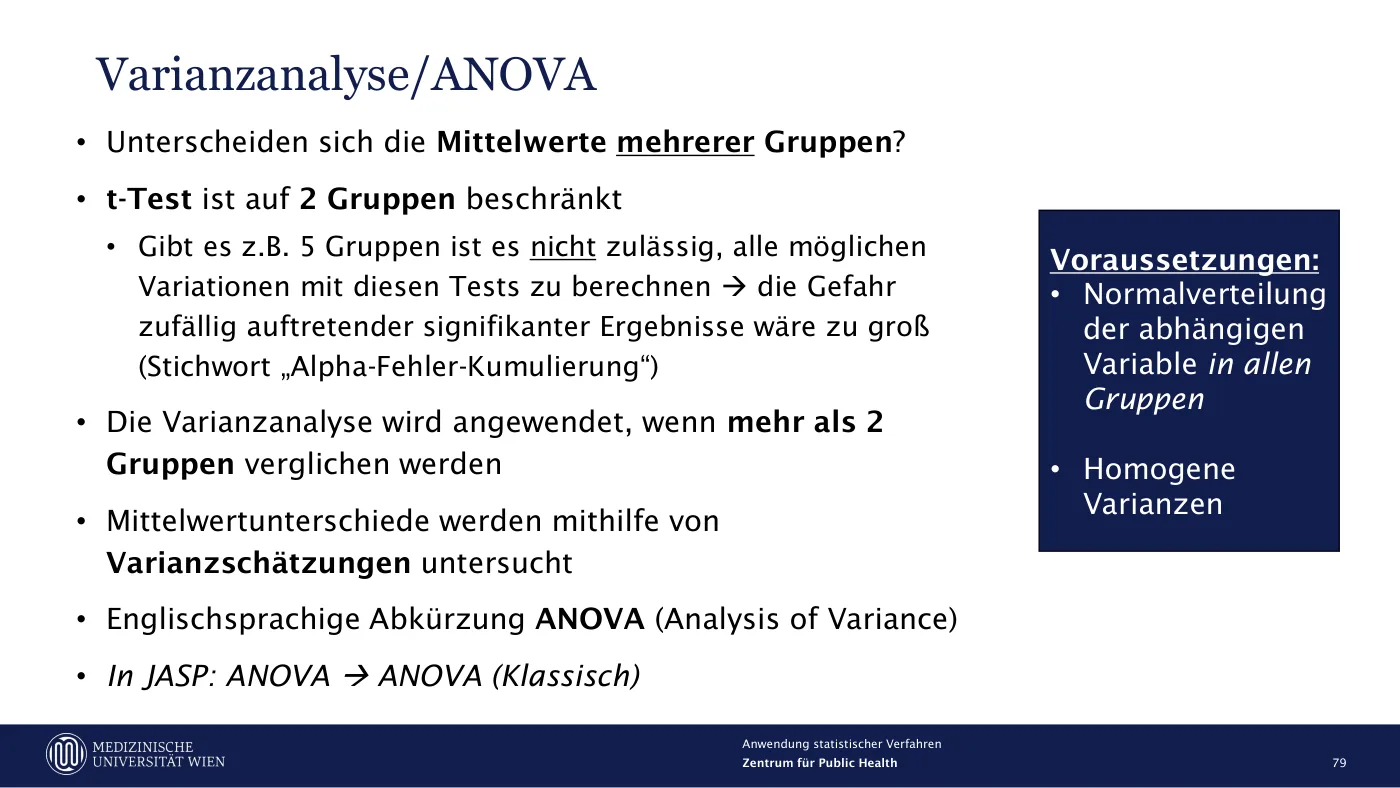 Varianzanalyse/ANOVA
• Unterscheiden sich die Mittelwerte mehrerer Gruppen?
• t-Test ist auf 2 Gruppen beschränkt
• Gibt es z.B. 5 Gruppen ist es nicht zulässig, alle möglichen
Variationen mit diesen Tests zu berechnen → die Gefahr
zufällig auftretender signifikanter Ergebnisse wäre zu groß
(Stichwort „Alpha-Fehler-Kumulierung“)
• Die Varianzanalyse wird angewendet, wenn mehr als 2
Gruppen verglichen werden
• Mittelwertunterschiede werden mithilfe von
Varianzschätzungen untersucht
• Englischsprachige Abkürzung ANOVA (Analysis of Variance)
• In JASP: ANOVA → ANOVA (Klassisch)
Voraussetzungen:
• Normalverteilung
der abhängigen
Variable in allen
Gruppen
• Homogene
Varianzen
MEDIZINISCHE
UNIVERSITÄT WIEN
Anwendung statistischer Verfahren
Zentrum für Public Health
79